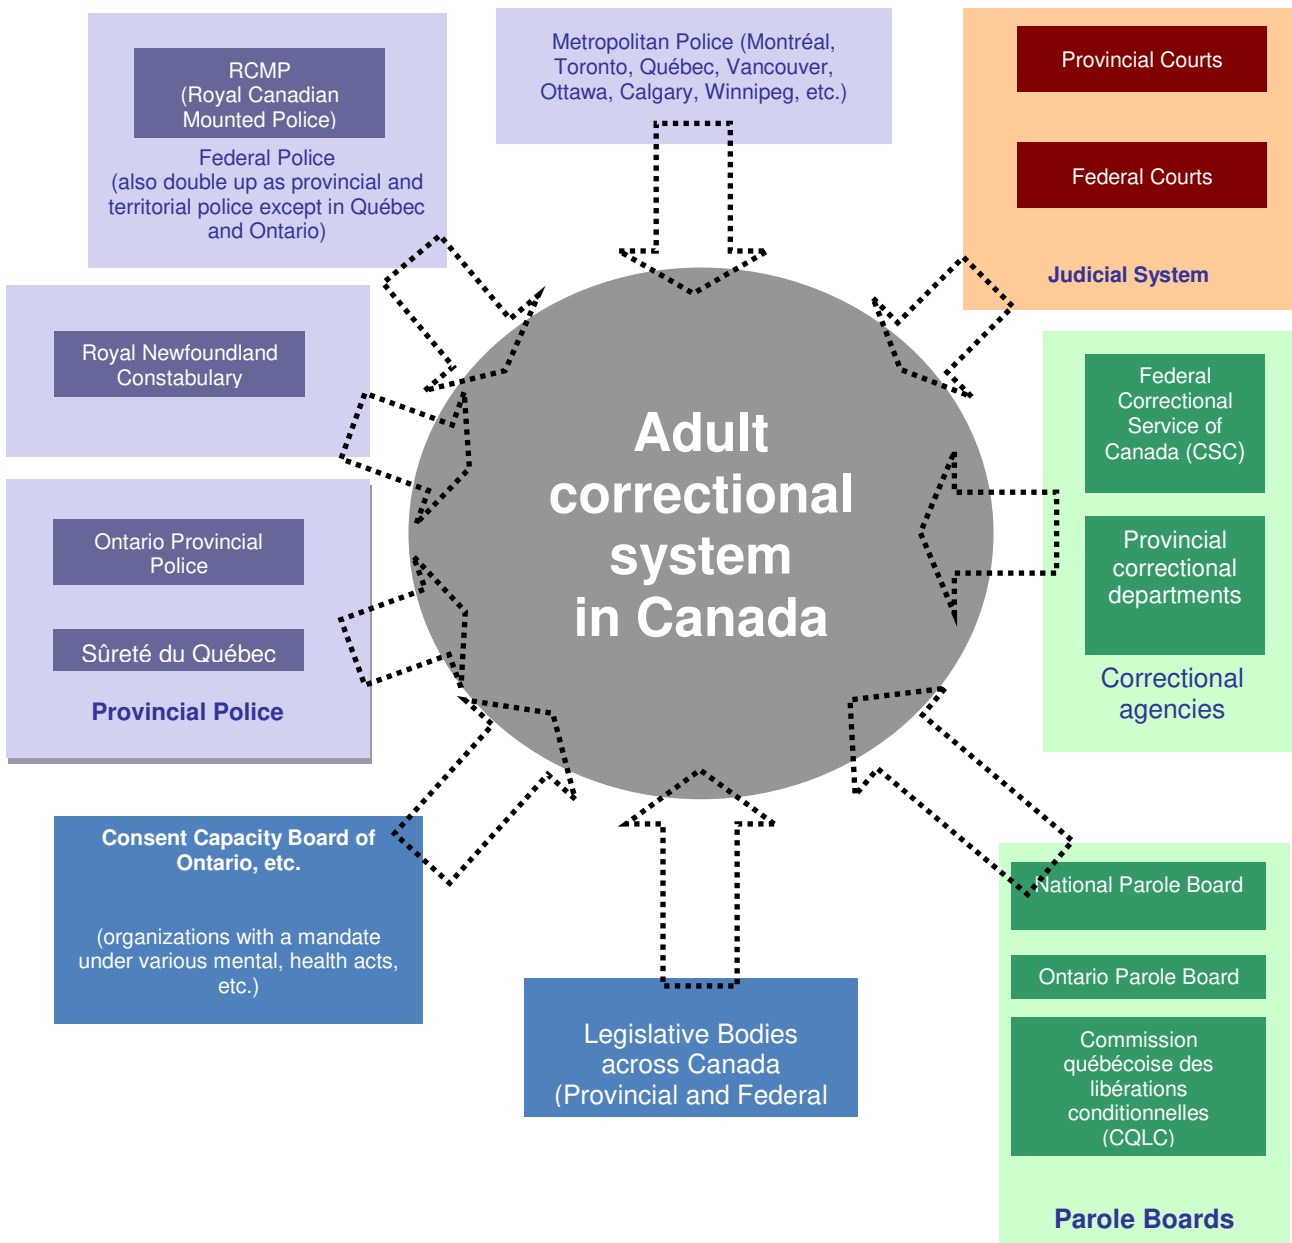 RCMP
(Royal Canadian
Mounted Police)
Federal Police
(also double up as provincial and
territorial police except in Québec
and Ontario)
Metropolitan Police (Montréal,
Toronto, Québec, Vancouver,
Ottawa, Calgary, Winnipeg, etc.)
Provincial Courts
Federal Courts
Judicial System
Royal Newfoundland
Constabulary
Ontario Provincial
Police
Sûreté du Québec
Provincial Police
Adult
correctional
system
in Canada
Federal
Correctional
Service of
Canada (CSC)
Provincial
correctional
departments
Correctional
agencies
Consent Capacity Board of
Ontario, etc.
(organizations with a mandate
under various mental, health acts,
etc.)
Legislative Bodies
across Canada
(Provincial and Federal
National Parole Board
Ontario Parole Board
Commission
québécoise des
libérations
conditionnelles
(CQLC)
Parole Boards